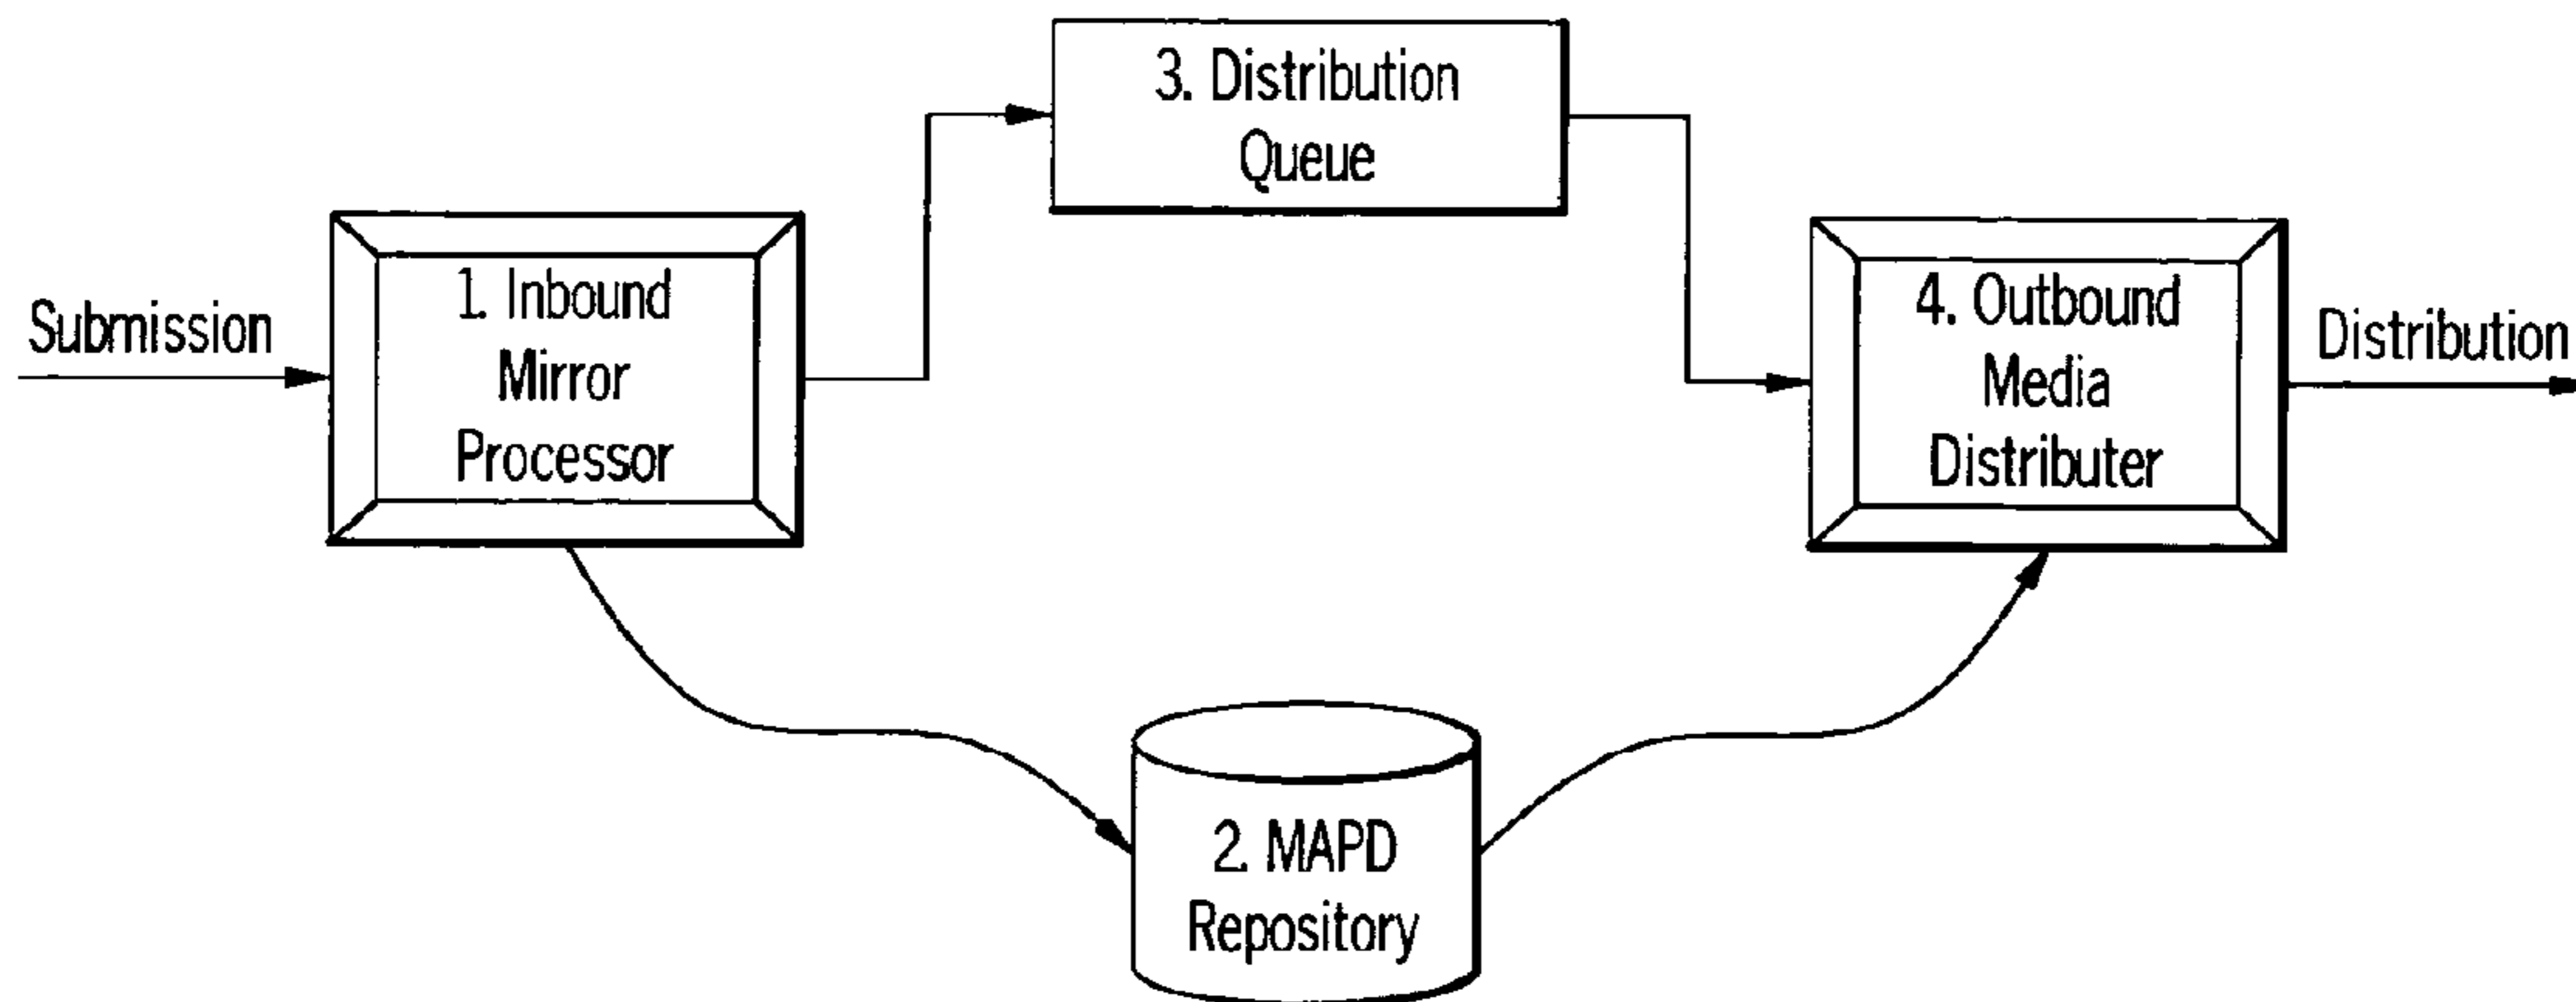 Submission
1. Inbound
Mirror
Processor
3. Distribution
Queue
2. MAPD
Repository
4. Outbound
Media
Distributer
Distribution